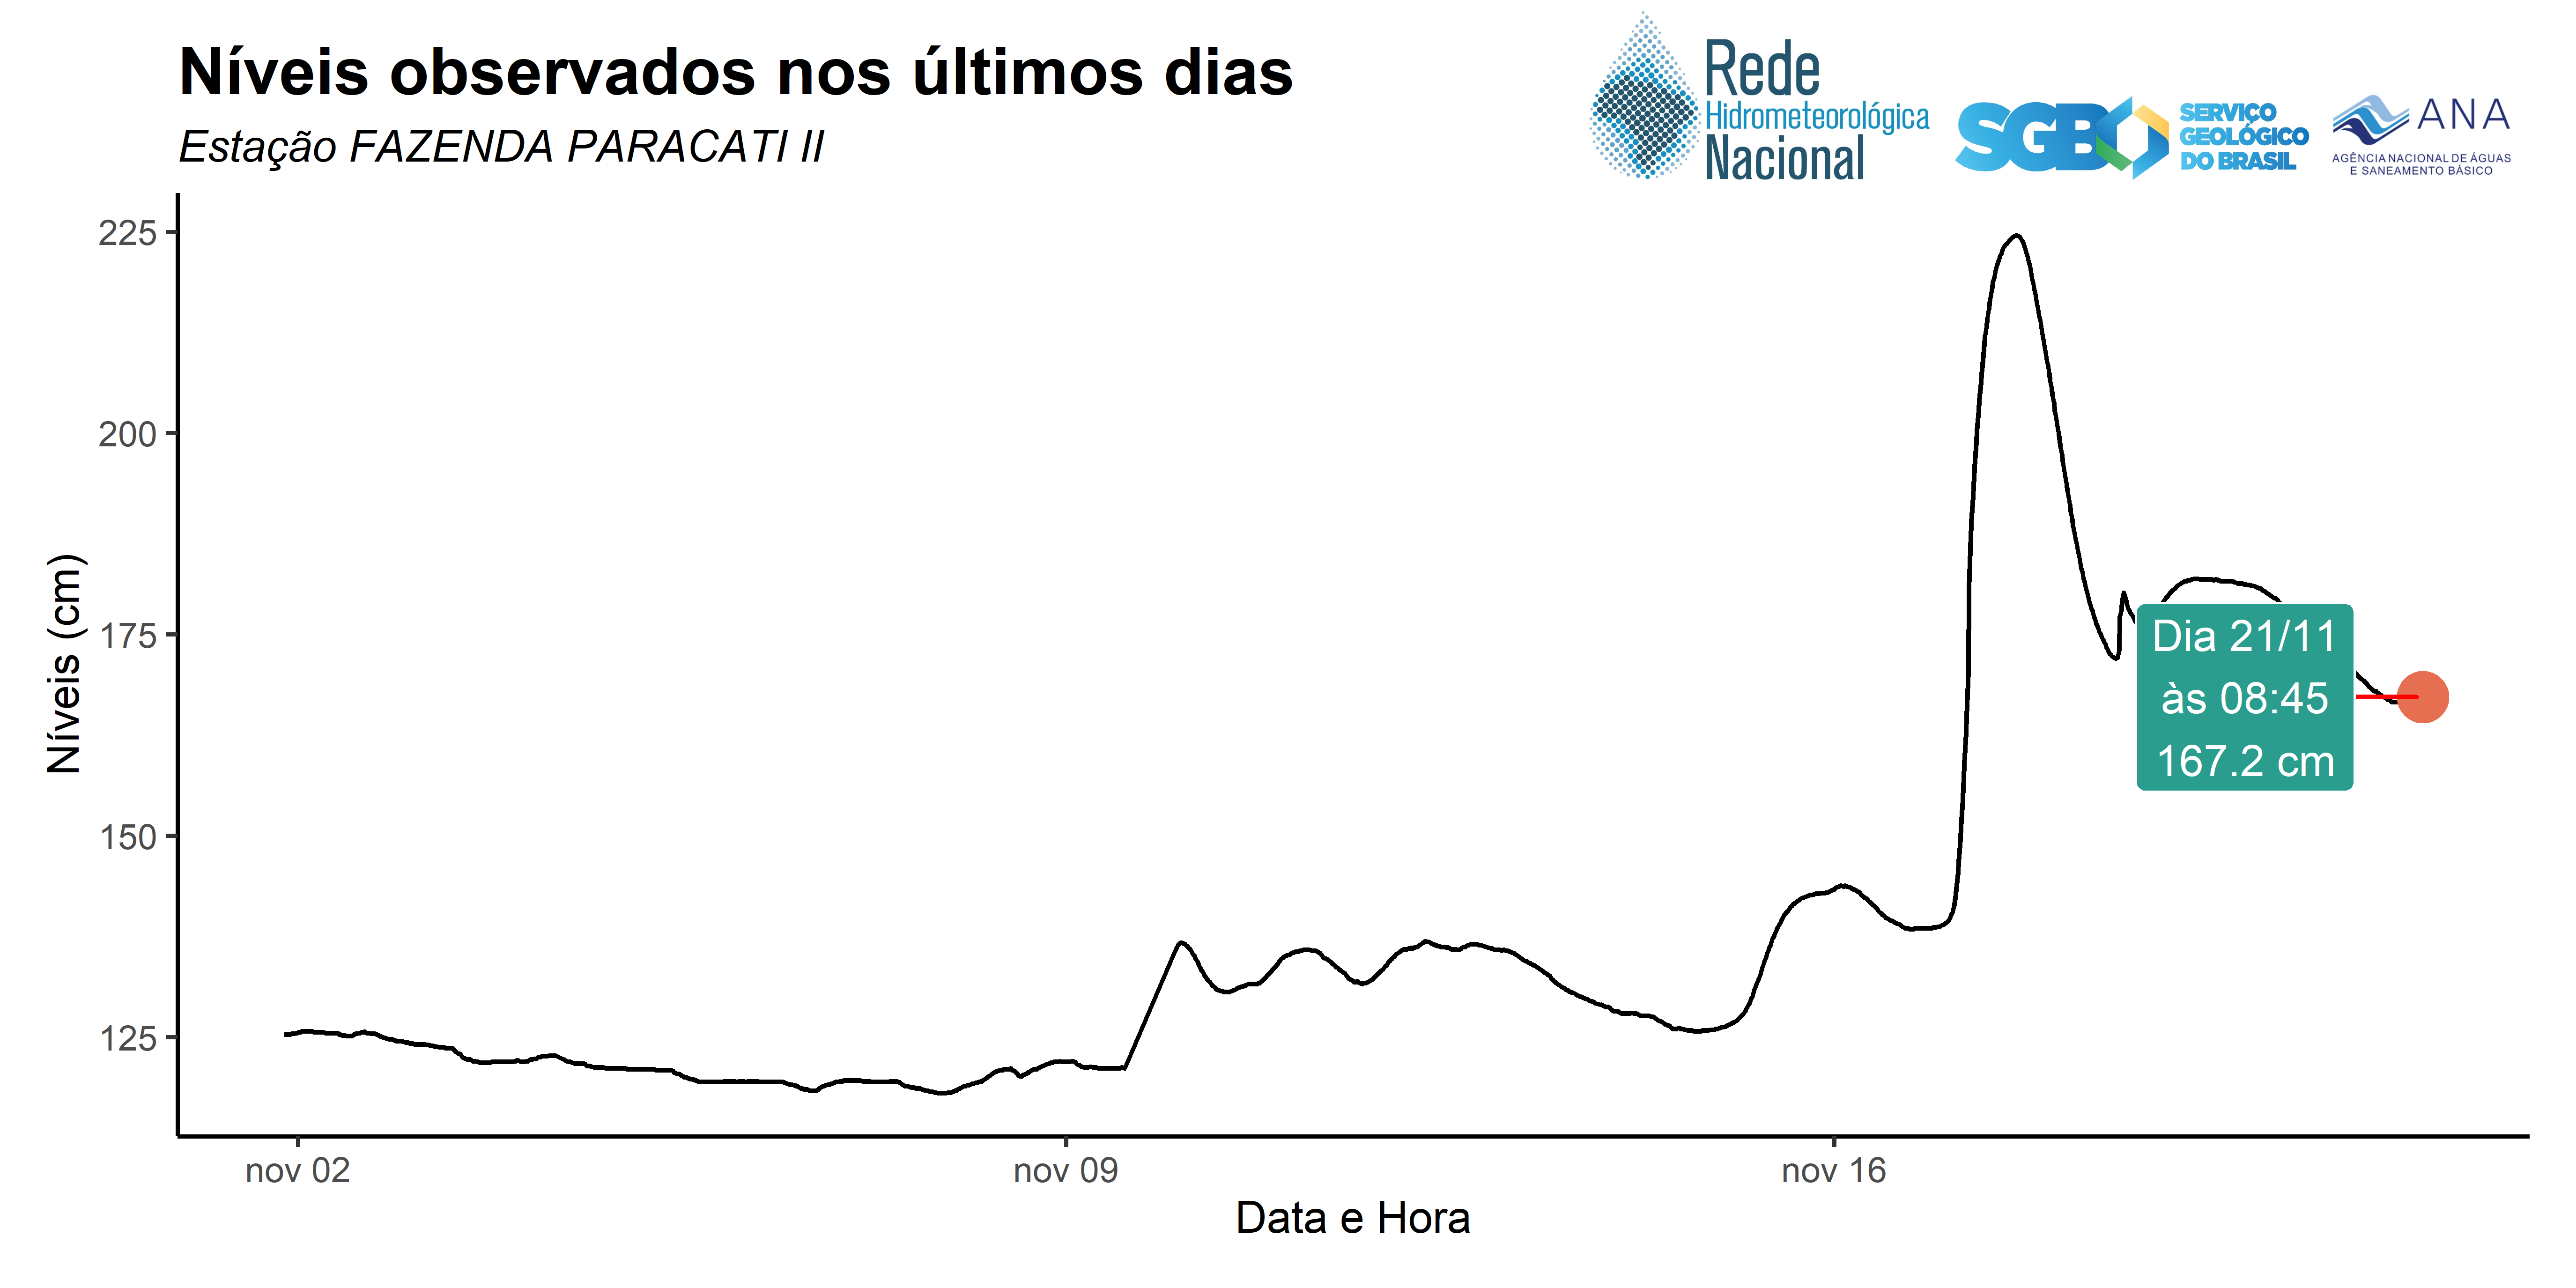 Níveis observados nos últimos dias
Estação FAZENDA PARACATI II
Rede
Hidrometeorológica
Nacional
SGB
SERVIÇO
GEOLÓGICO
DO BRASIL
ANA
AGÊNCIA NACIONAL DE ÁGUAS
E SANEAMENTO BÁSICO
225
200
175
150
125
Níveis (cm)
Dia 21/11
às 08:45
167.2 cm
nov 02
nov 09
nov 16
Data e Hora